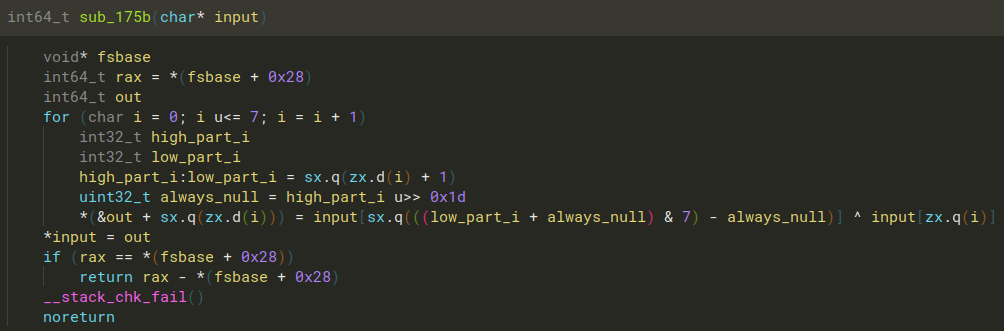 int64_t sub_175b(char* input)
void* fsbase
int64_t rax = *(fsbase + 0x28)
int64_t out
for (char i = 0; i u<= 7; i = i + 1)
int32_t high_part_i
int32_t low_part_i
high_part_i:low_part_i = sx.q(zx.d(i) + 1)
uint32_t always_null = high_part_i u>> 0x1d
*(&out + sx.q(zx.d(i))) = input[sx.q(((low_part_i + always_null) & 7) - always_null)] ^ input[zx.q(i)]
*input = out
if (rax == *(fsbase + 0x28))
return rax - *(fsbase + 0x28)
__stack_chk_fail()
noreturn